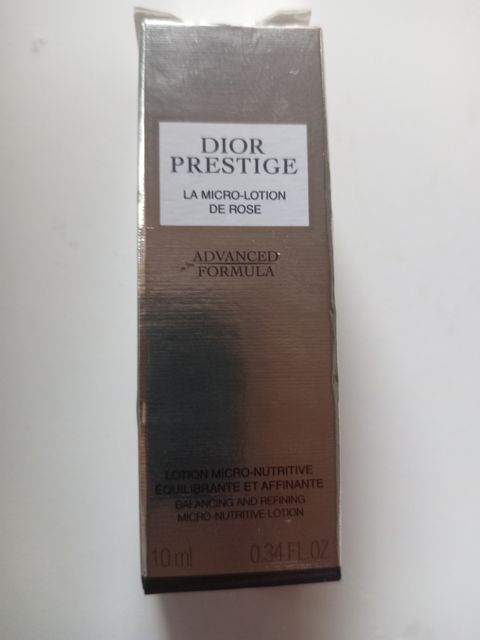 DIOR
PRESTIGE
LA MICRO-LOTION
DE ROSE
ADVANCED
FORMULA
LOTION MICRO-NUTRITIVE
ÉQUILIBRANTE ET AFFINANTE
BALANCING AND REFINING
MICRO-NUTRITIVE LOTION
10 ml 0.34 FL.OZ